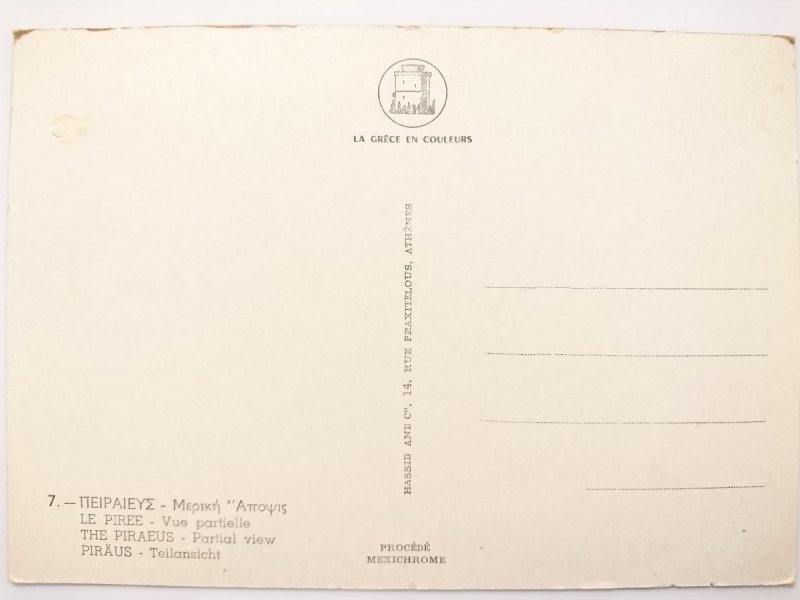 LA GRÈCE EN COULEURS
HASSID AND Cº, 14, RUE PRAXITELOUS, ATHÈNES
7. – ΠΕΙΡΑΙΕΥΣ - Μερική ῎Αποψις
LE PIREE - Vue partielle
THE PIRAEUS - Partial view
PIRÄUS - Teilansicht
PROCÉDÉ
MEXICHROME